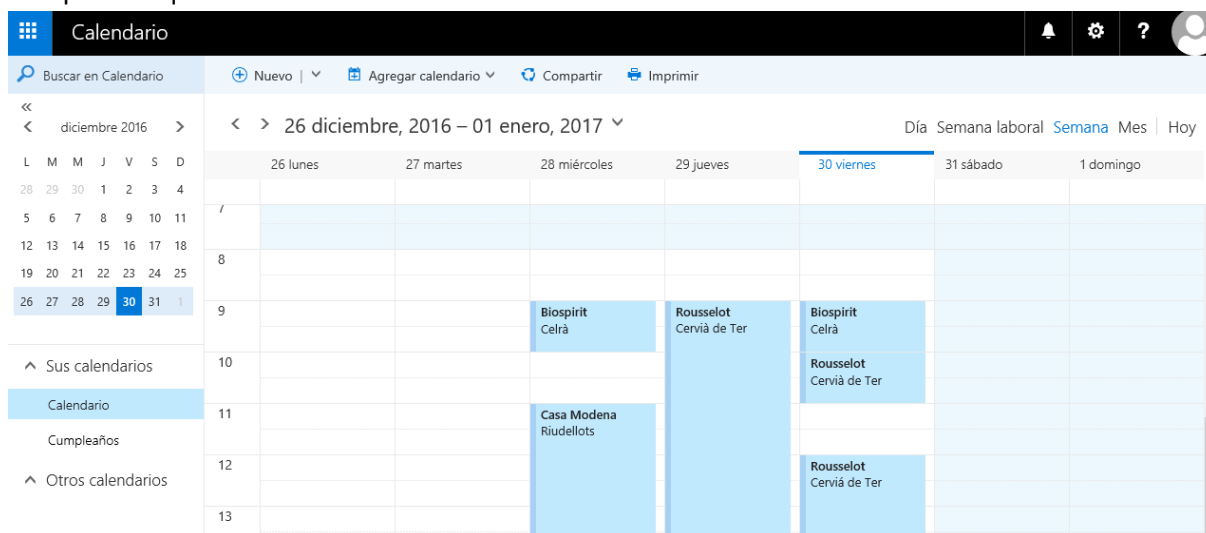 Calendario
?
Buscar en Calendario
Nuevo | Agregar calendario Compartir Imprimir
diciembre 2016
26 diciembre, 2016 – 01 enero, 2017
Día Semana laboral Semana Mes Hoy
L M M J V S D
26 lunes 27 martes 28 miércoles 29 jueves 30 viernes 31 sábado 1 domingo
28 29 30 1 2 3 4
5 6 7 8 9 10 11
12 13 14 15 16 17 18
19 20 21 22 23 24 25
26 27 28 29 30 31 1
Sus calendarios
Calendario
Cumpleaños
Otros calendarios
7
8
9
Biospirit
Celrà
Rousselot
Cervià de Ter
Biospirit
Celrà
10
Rousselot
Cervià de Ter
11
Casa Modena
Riudellots
12
Rousselot
Cerviá de Ter
13